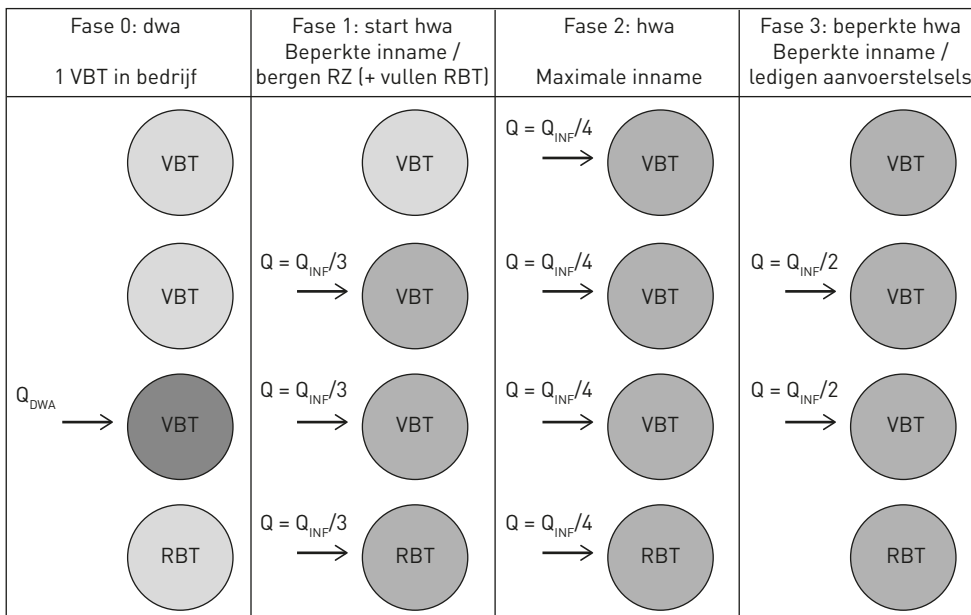 Fase 0: dwa
1 VBT in bedrijf
Fase 1: start hwa
Beperkte inname /
bergen RZ (+ vullen RBT)
Fase 2: hwa
Maximale inname
Fase 3: beperkte hwa
Beperkte inname /
ledigen aanvoerstelsels
VBT
VBT
Q_DWA
VBT
RBT
VBT
Q = Q_INF/3
VBT
Q = Q_INF/3
VBT
Q = Q_INF/3
RBT
Q = Q_INF/4
VBT
Q = Q_INF/4
VBT
Q = Q_INF/4
VBT
Q = Q_INF/4
RBT
VBT
Q = Q_INF/2
VBT
Q = Q_INF/2
VBT
RBT